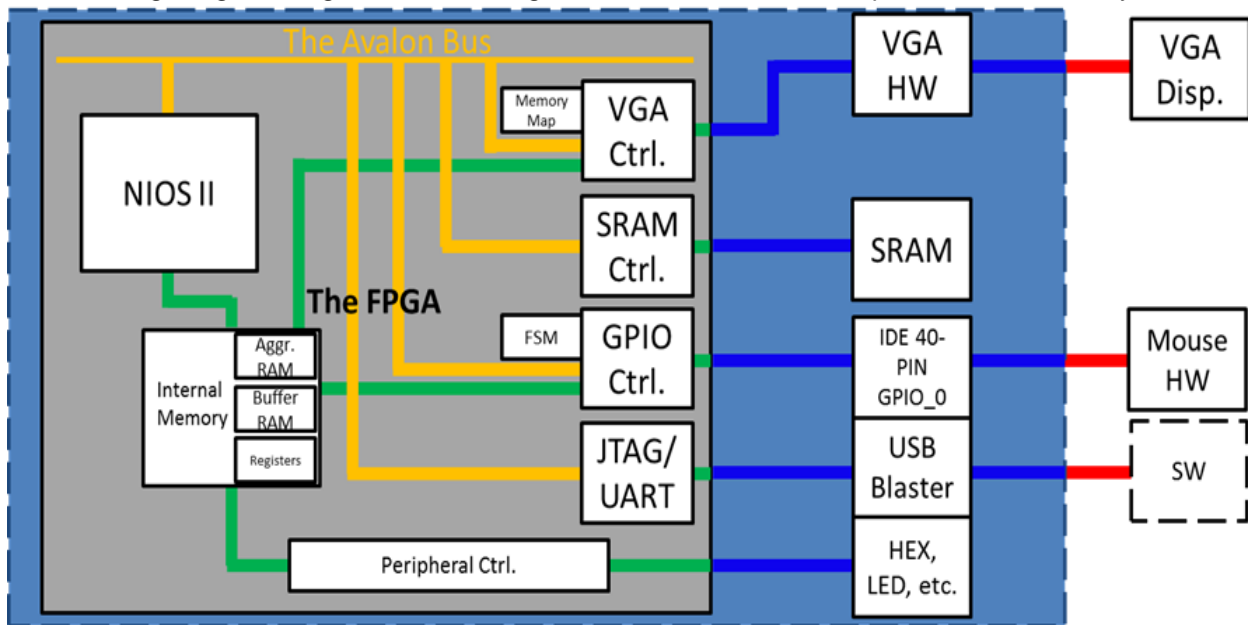 The Avalon Bus
NIOS II
Memory
Map
VGA
Ctrl.
VGA
HW
VGA
Disp.
SRAM
Ctrl.
SRAM
The FPGA
FSM
GPIO
Ctrl.
IDE 40-
PIN
GPIO_0
Mouse
HW
Internal
Memory
Aggr.
RAM
Buffer
RAM
Registers
JTAG/
UART
USB
Blaster
SW
Peripheral Ctrl.
HEX,
LED, etc.